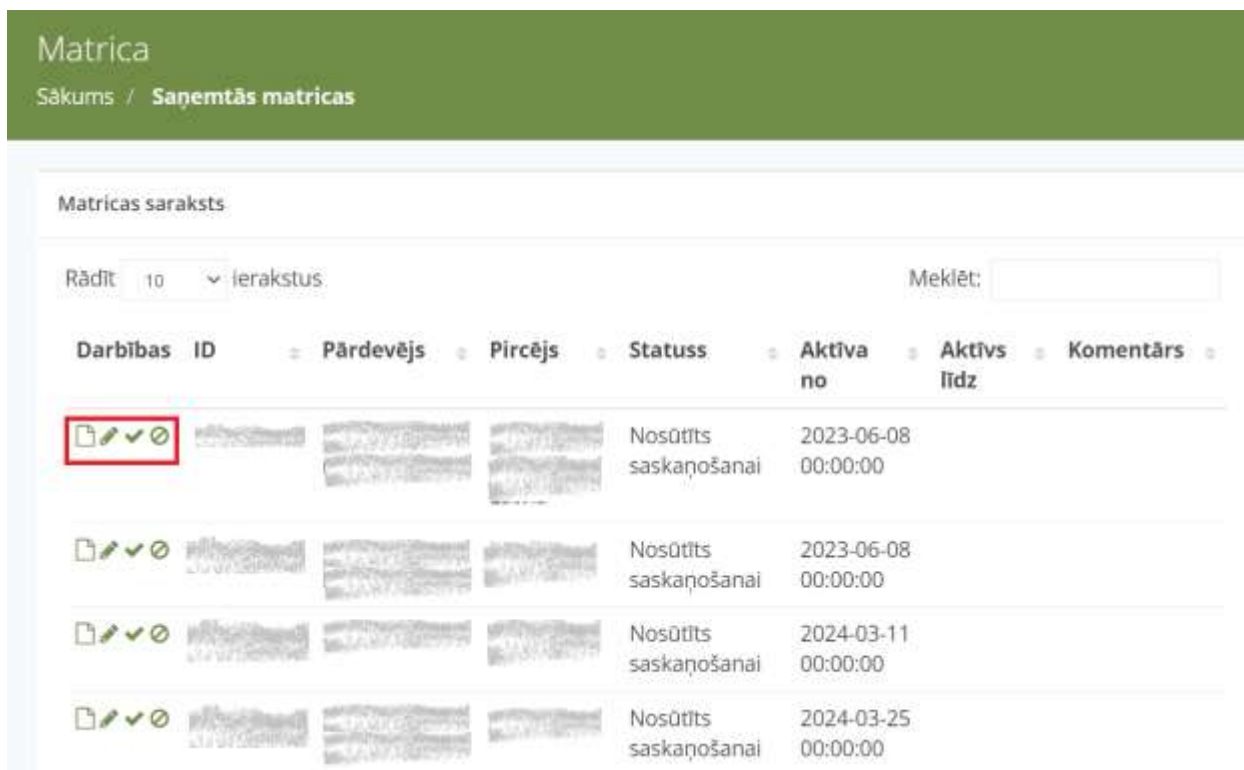 Matrica
Sākums / Saņemtās matricas
Matricas saraksts
Rādīt 10 ierakstus Meklēt:
Darbības ID Pārdevējs Pircējs Statuss Aktīva no Aktīvs līdz Komentārs
Nosūtīts 2023-06-08
saskaņošanai 00:00:00
Nosūtīts 2023-06-08
saskaņošanai 00:00:00
Nosūtīts 2024-03-11
saskaņošanai 00:00:00
Nosūtīts 2024-03-25
saskaņošanai 00:00:00